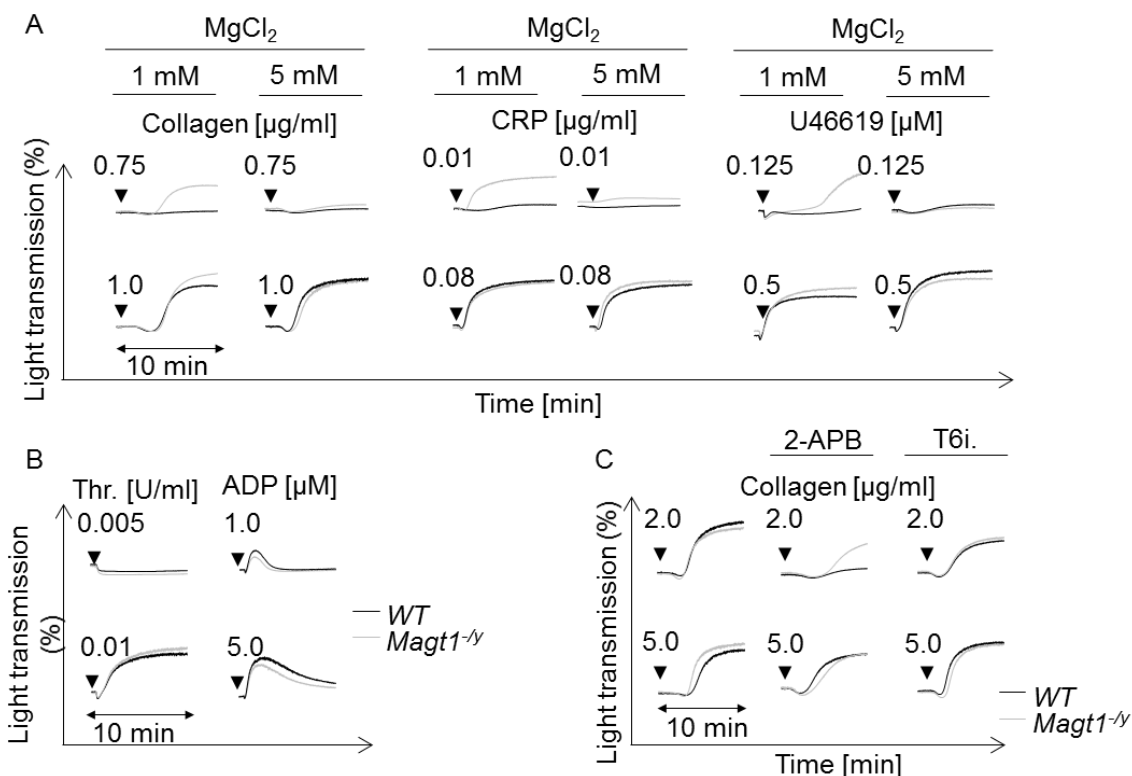 A
MgCl2 MgCl2 MgCl2
1 mM 5 mM 1 mM 5 mM 1 mM 5 mM
Collagen [µg/ml] CRP [µg/ml] U46619 [µM]
0.75 0.75 0.01 0.01 0.125 0.125
1.0 1.0 0.08 0.08 0.5 0.5
10 min
Light transmission (%)
Time [min]
B
Thr. [U/ml] ADP [µM]
0.005 1.0
0.01 5.0
10 min
Light transmission
(%)
WT
Magt1-/y
C
2-APB T6i.
Collagen [µg/ml]
2.0 2.0 2.0
5.0 5.0 5.0
10 min
Light transmission (%)
Time [min]
WT
Magt1-/y